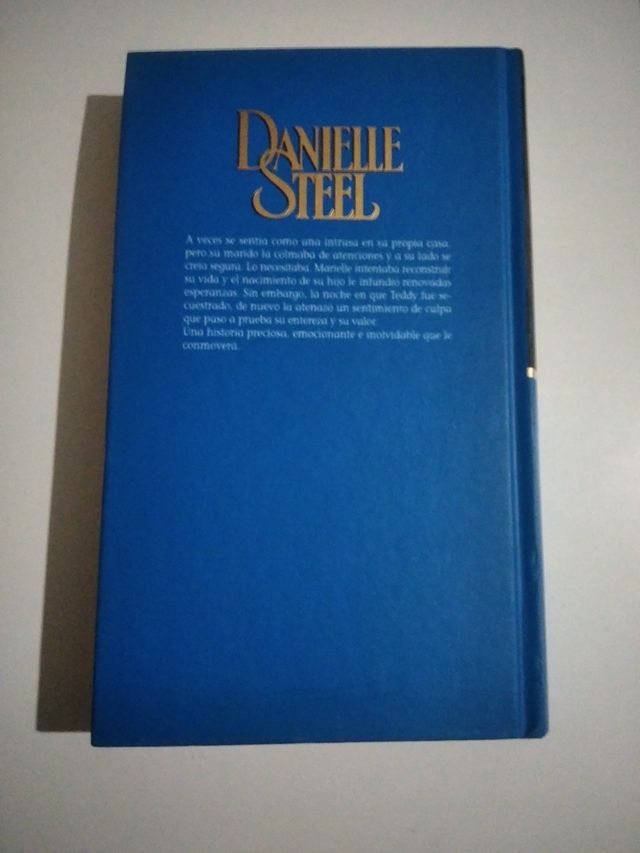 DANIELLE
STEEL
A veces se sentía como una intrusa en su propia casa,
pero su marido la colmaba de atenciones y a su lado se
creía segura. Lo necesitaba. Marielle intentaba reconstruir
su vida y el nacimiento de su hijo le infundió renovadas
esperanzas. Sin embargo, la noche en que Teddy fue se-
cuestrado, de nuevo la atenazó un sentimiento de culpa
que puso a prueba su entereza y su valor.
Una historia preciosa, emocionante e inolvidable que le
conmoverá.